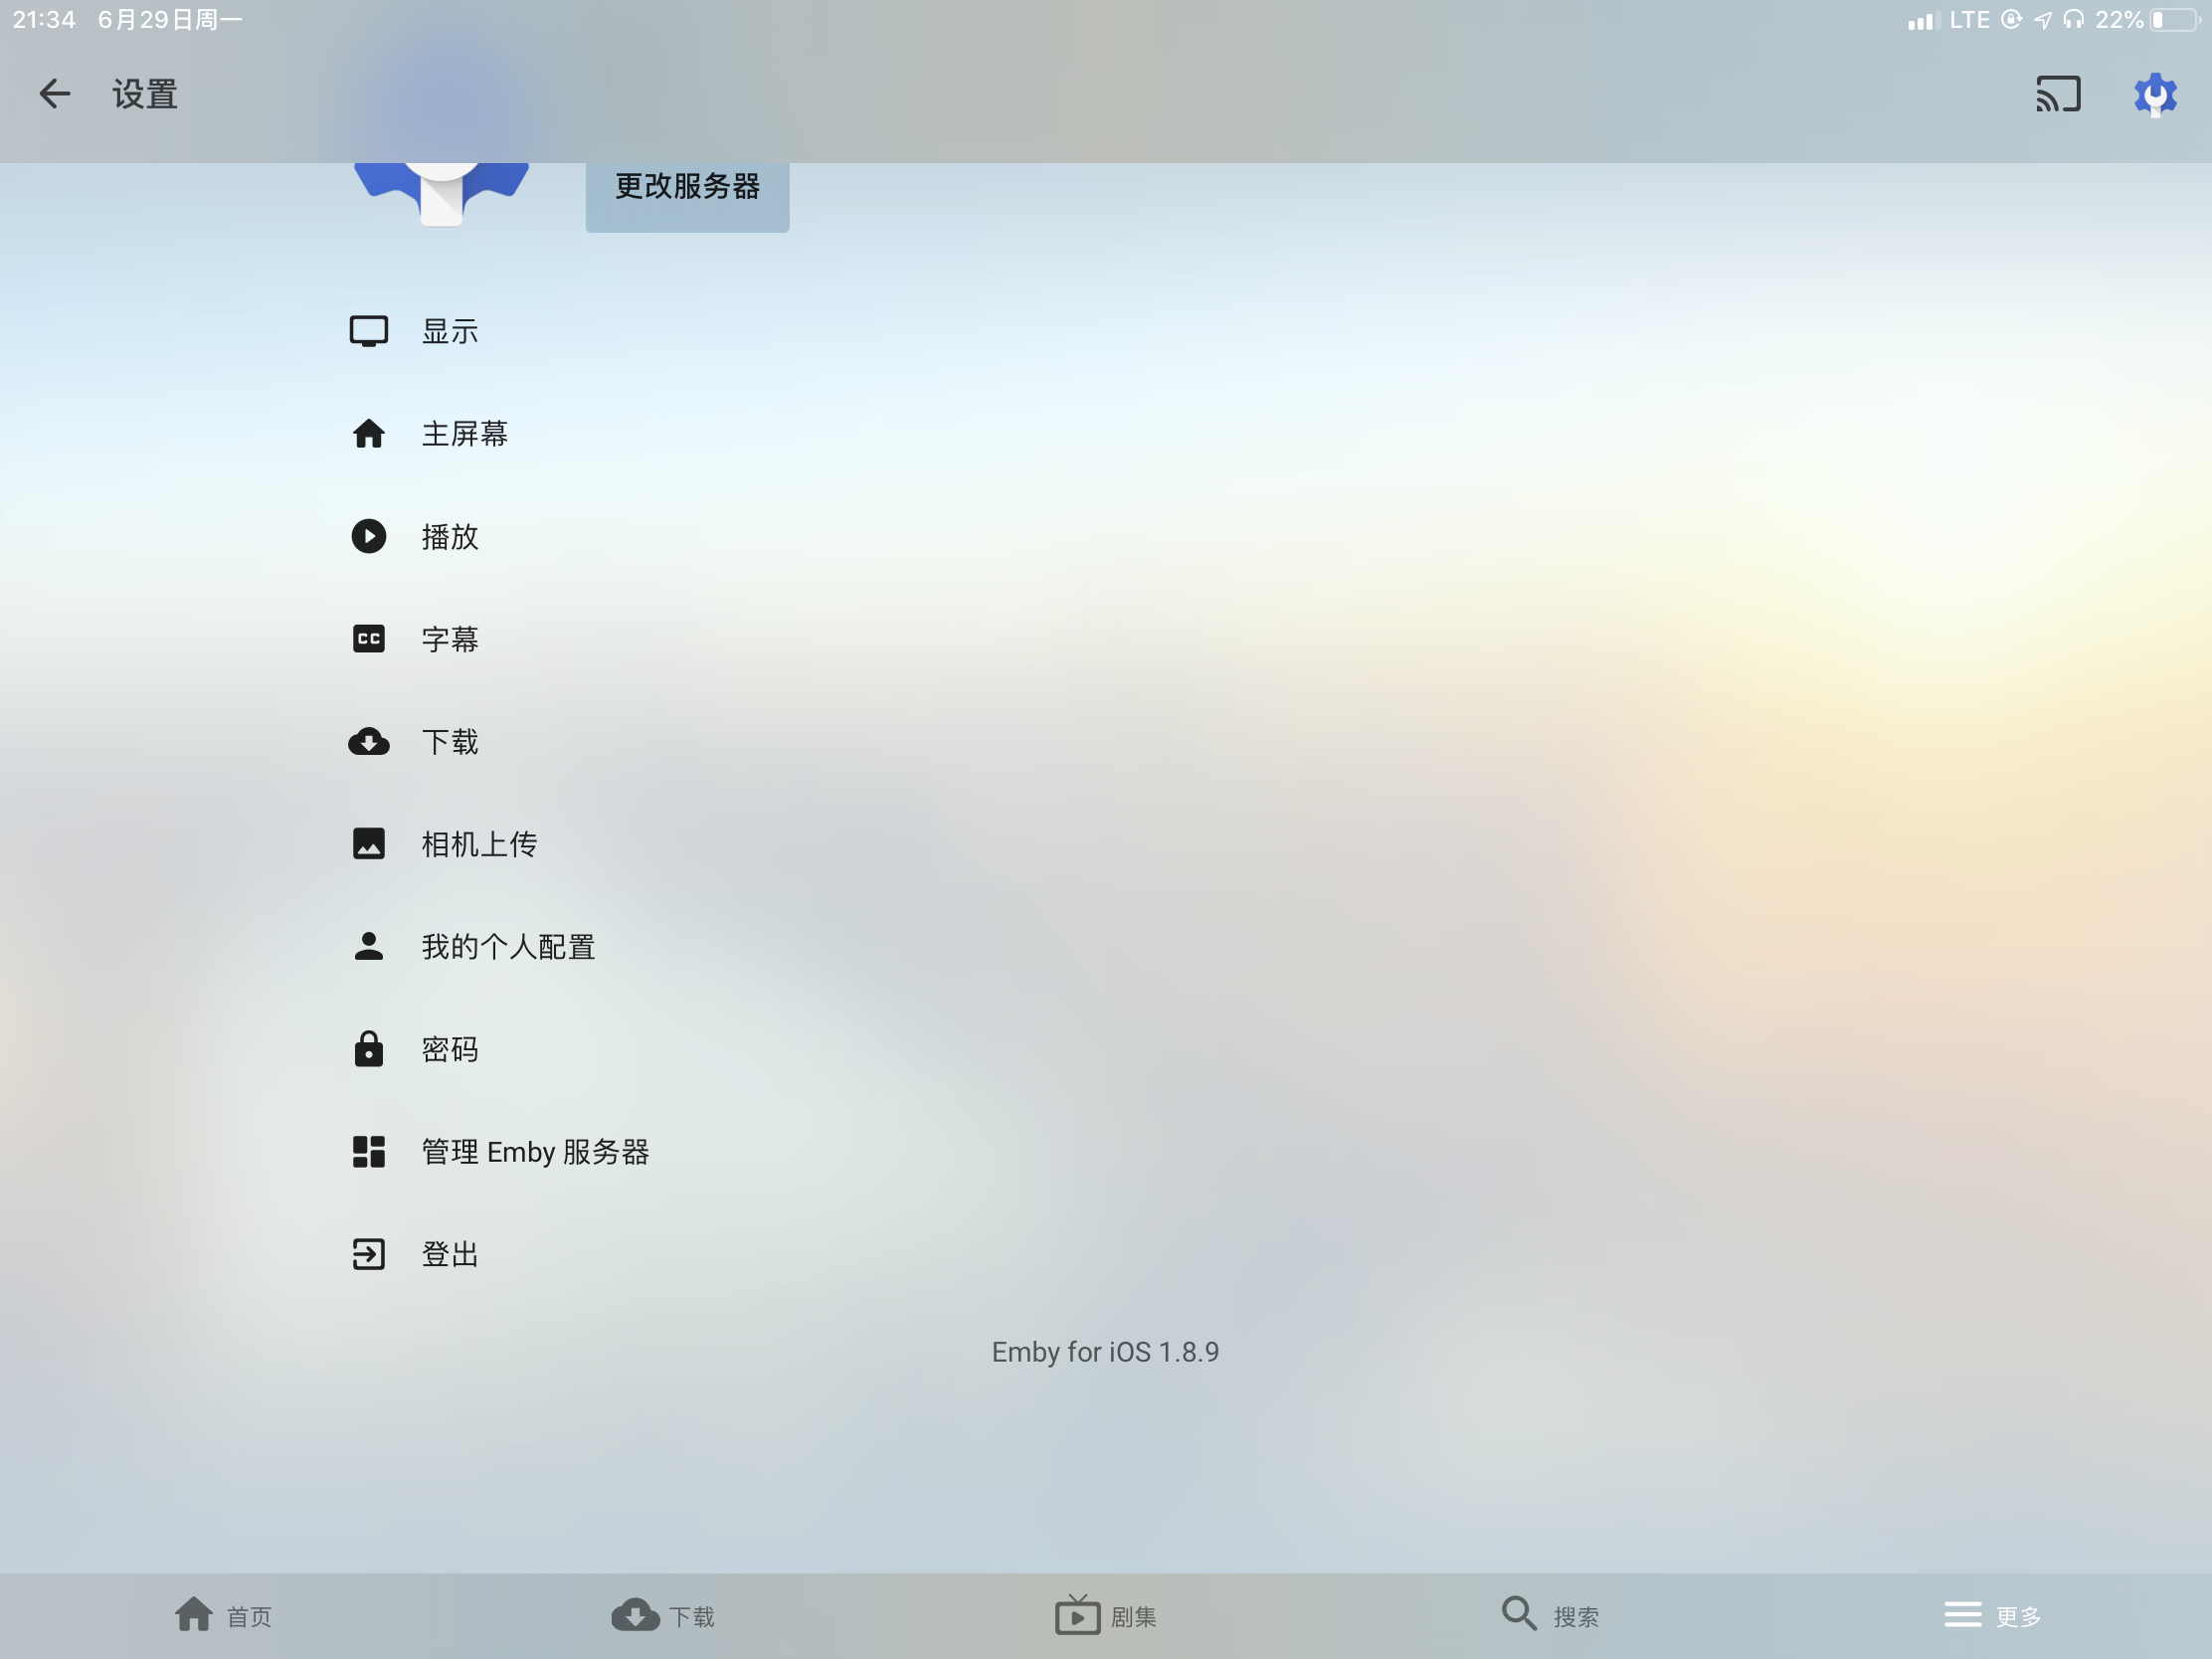 21:34 6月29日周一
LTE 22%
设置
更改服务器
显示
主屏幕
播放
字幕
下载
相机上传
我的个人配置
密码
管理 Emby 服务器
登出
Emby for iOS 1.8.9
首页
下载
剧集
搜索
更多